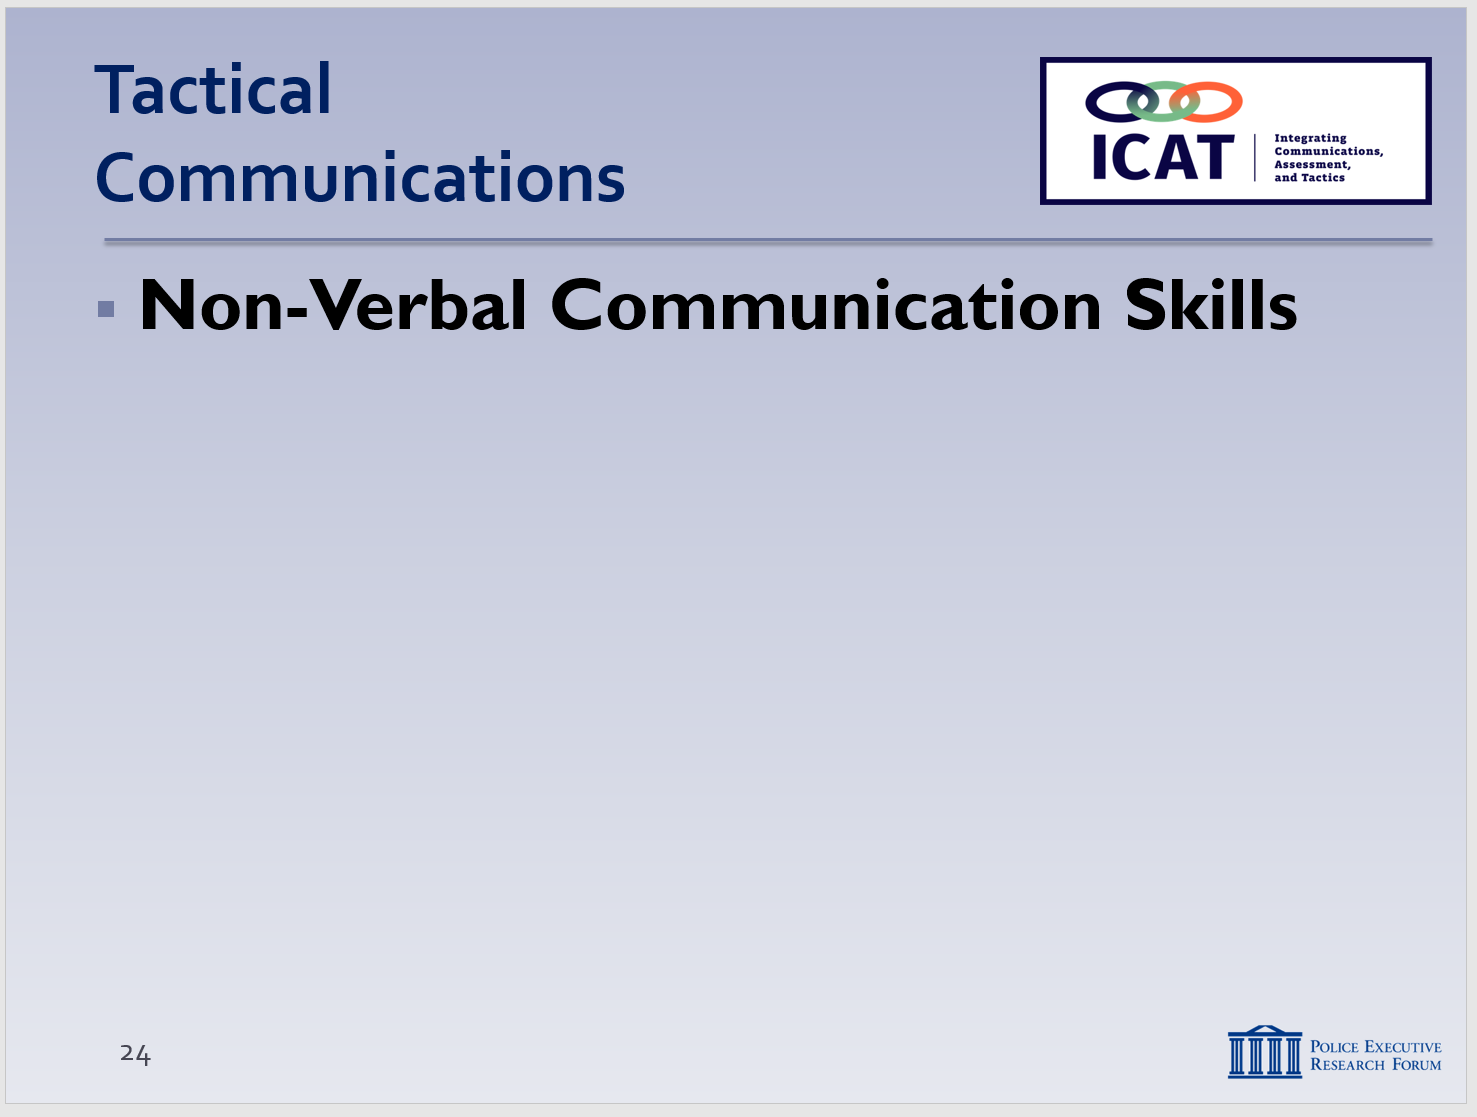 Tactical
Communications
ICAT
Integrating
Communications,
Assessment,
and Tactics
Non-Verbal Communication Skills
24
POLICE EXECUTIVE
RESEARCH FORUM